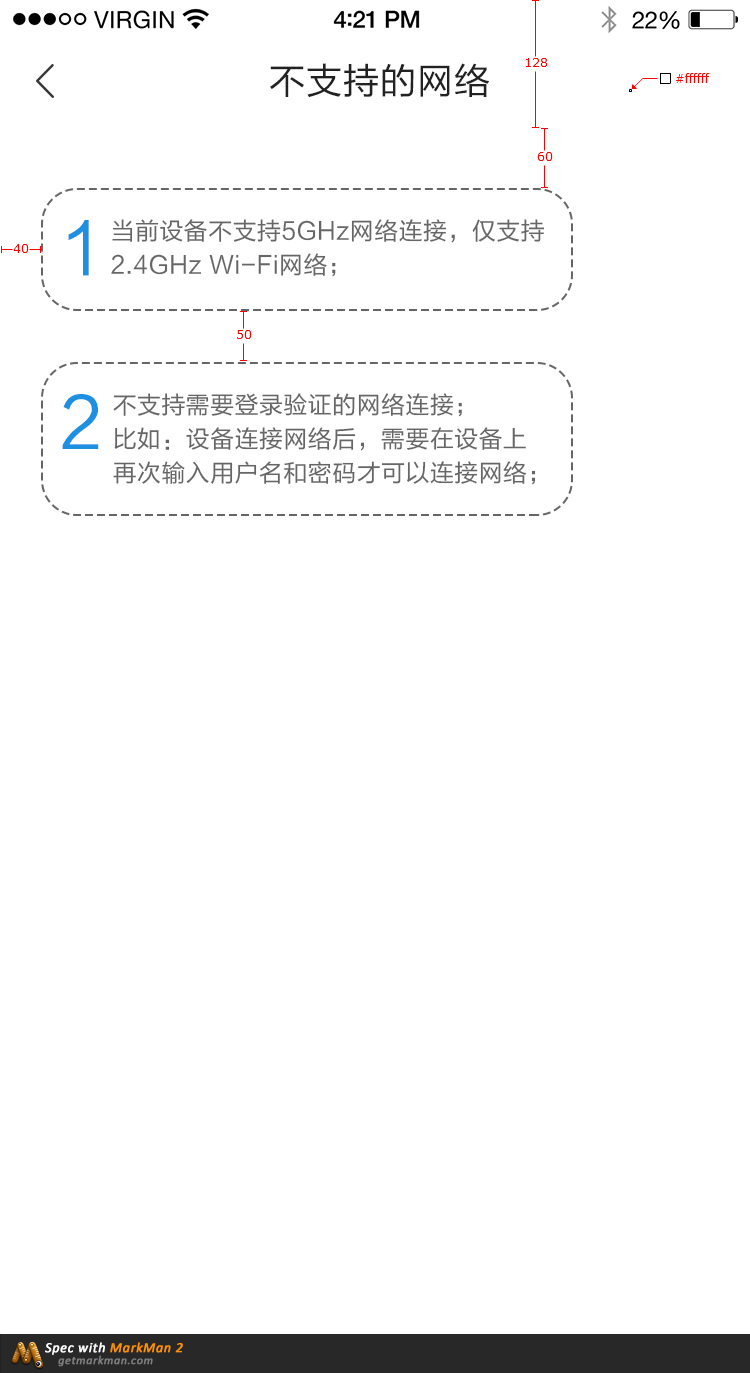 VIRGIN 4:21 PM 22%
128
不支持的网络
#ffffff
60
40
1 当前设备不支持5GHz网络连接，仅支持
2.4GHz Wi-Fi网络；
50
2 不支持需要登录验证的网络连接；
比如：设备连接网络后，需要在设备上
再次输入用户名和密码才可以连接网络；
Spec with MarkMan 2
getmarkman.com